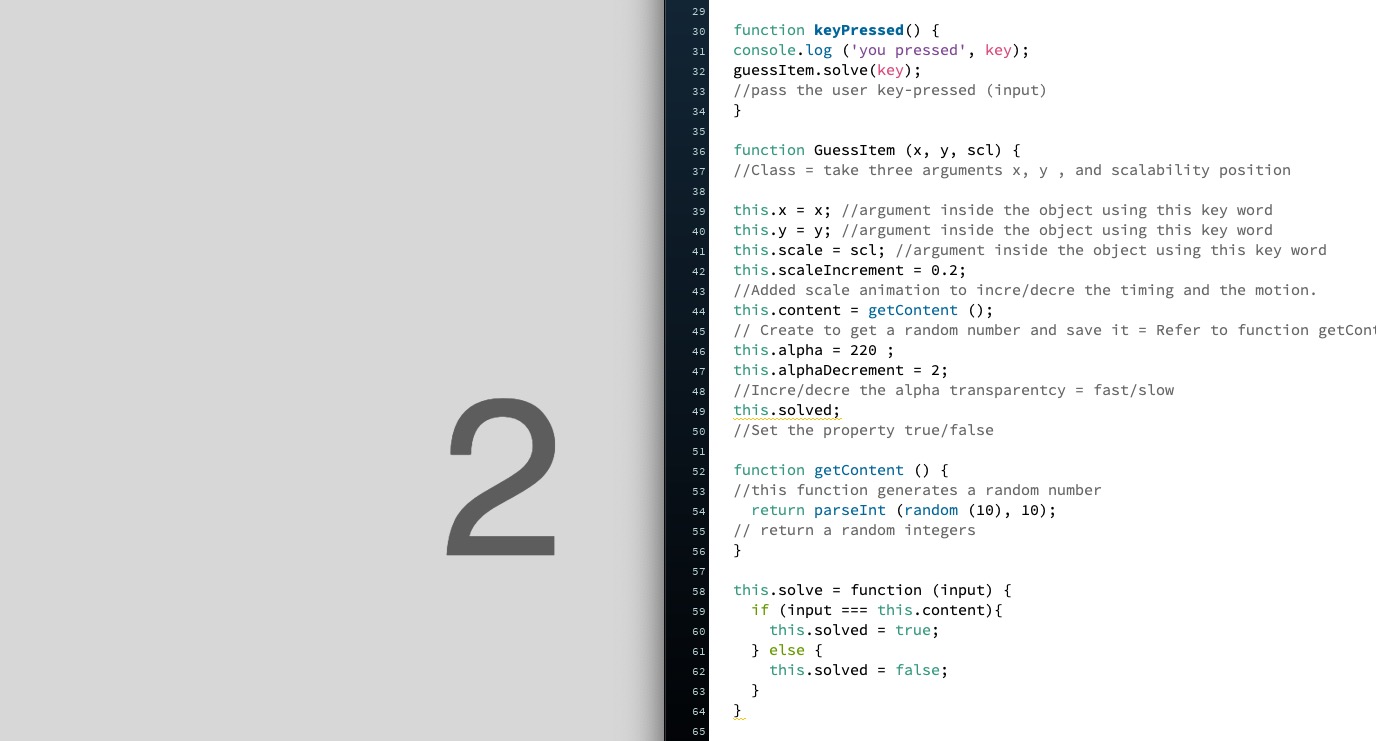 2
29
30 function keyPressed() {
31 console.log ('you pressed', key);
32 guessItem.solve(key);
33 //pass the user key-pressed (input)
34 }
35
36 function GuessItem (x, y, scl) {
37 //Class = take three arguments x, y , and scalability position
38
39 this.x = x; //argument inside the object using this key word
40 this.y = y; //argument inside the object using this key word
41 this.scale = scl; //argument inside the object using this key word
42 this.scaleIncrement = 0.2;
43 //Added scale animation to incre/decre the timing and the motion.
44 this.content = getContent ();
45 // Create to get a random number and save it = Refer to function getCont
46 this.alpha = 220 ;
47 this.alphaDecrement = 2;
48 //Incre/decre the alpha transparentcy = fast/slow
49 this.solved;
50 //Set the property true/false
51
52 function getContent () {
53 //this function generates a random number
54   return parseInt (random (10), 10);
55 // return a random integers
56 }
57
58 this.solve = function (input) {
59   if (input === this.content){
60     this.solved = true;
61   } else {
62     this.solved = false;
63   }
64 }
65